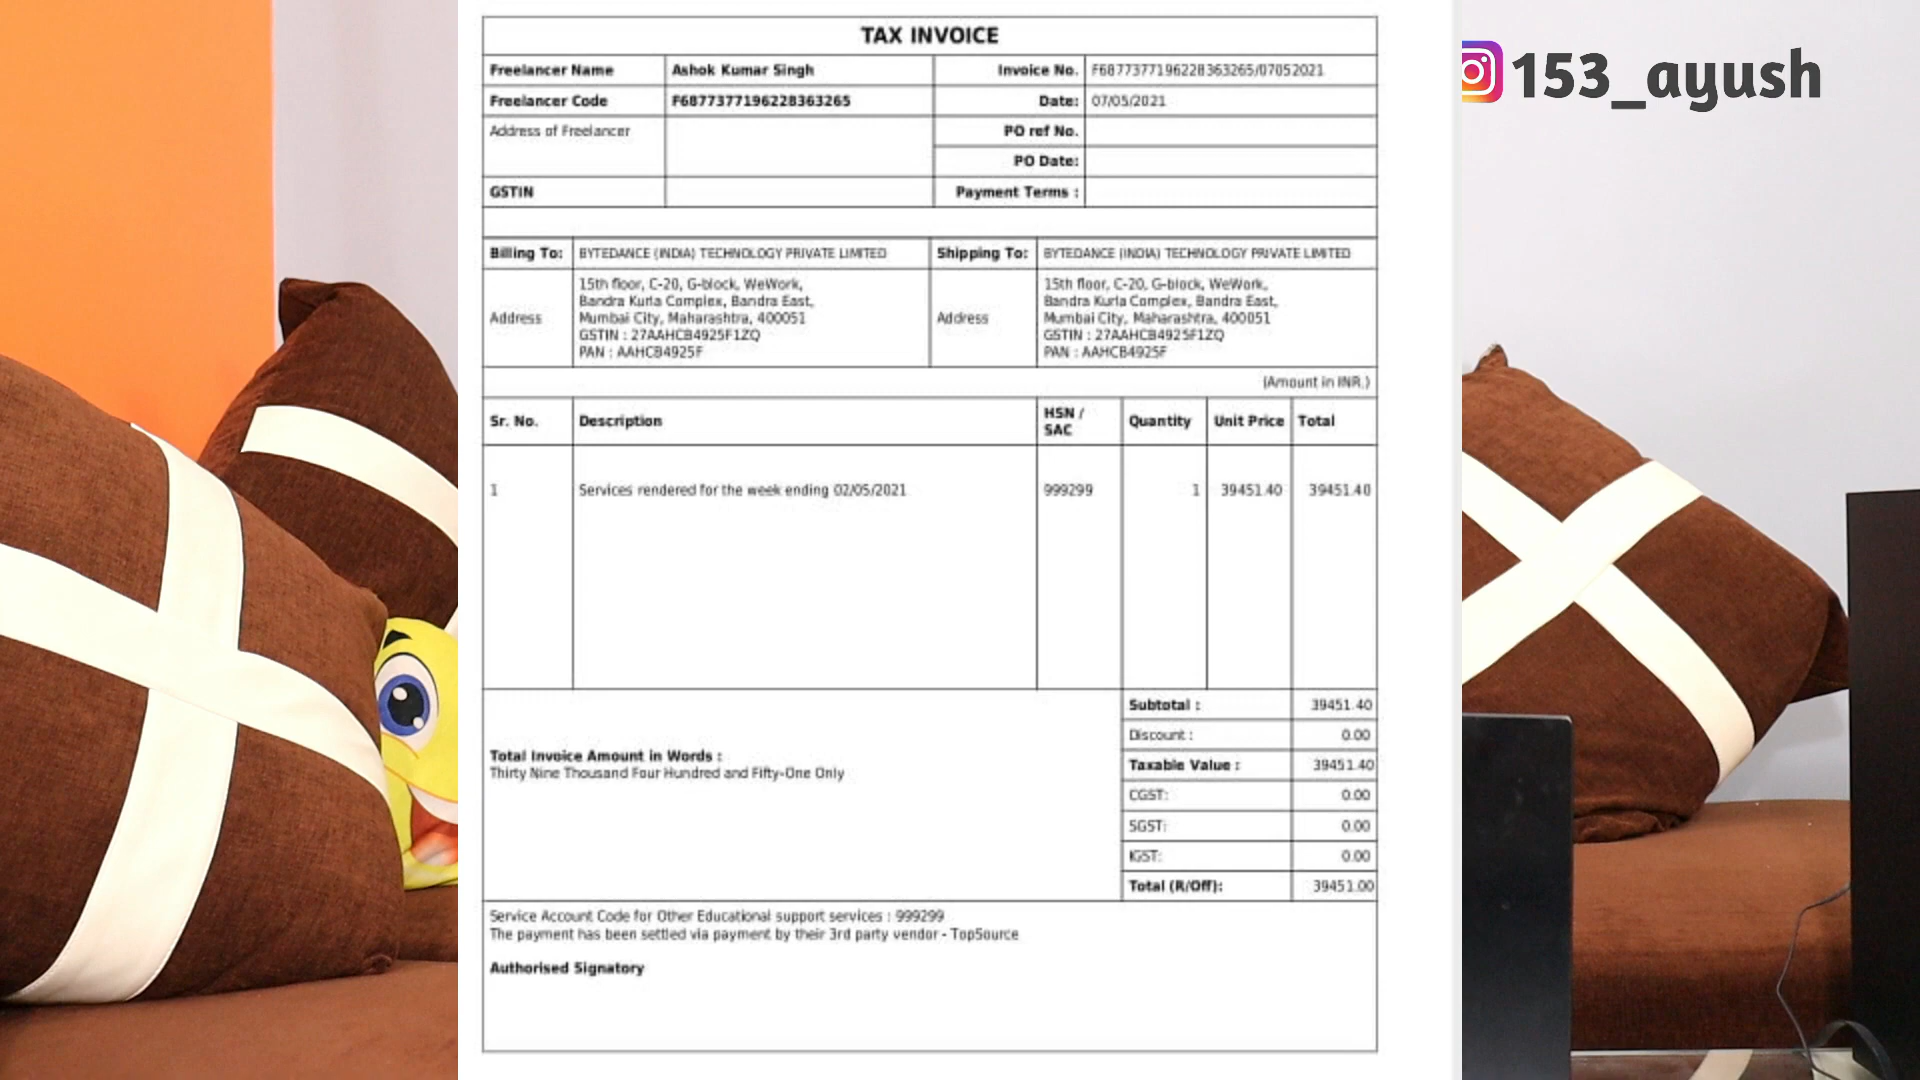 TAX INVOICE
Freelancer Name Ashok Kumar Singh Invoice No. F6877377196228363265/07052021
Freelancer Code F6877377196228363265 Date: 07/05/2021
Address of Freelancer PO ref No.
PO Date:
GSTIN Payment Terms :
Billing To: BYTEDANCE (INDIA) TECHNOLOGY PRIVATE LIMITED Shipping To: BYTEDANCE (INDIA) TECHNOLOGY PRIVATE LIMITED
Address
15th floor, C-20, G-block, WeWork,
Bandra Kurla Complex, Bandra East,
Mumbai City, Maharashtra, 400051
GSTIN : 27AAHCB4925F1ZQ
PAN : AAHCB4925F
Address
15th floor, C-20, G-block, WeWork,
Bandra Kurla Complex, Bandra East,
Mumbai City, Maharashtra, 400051
GSTIN : 27AAHCB4925F1ZQ
PAN : AAHCB4925F
(Amount in INR.)
Sr. No. Description HSN / SAC Quantity Unit Price Total
1 Services rendered for the week ending 02/05/2021 999299 1 39451.40 39451.40
Subtotal : 39451.40
Discount : 0.00
Total Invoice Amount in Words :
Thirty Nine Thousand Four Hundred and Fifty-One Only
Taxable Value : 39451.40
CGST: 0.00
SGST: 0.00
IGST: 0.00
Total (R/Off): 39451.00
Service Account Code for Other Educational support services : 999299
The payment has been settled via payment by their 3rd party vendor - TopSource
Authorised Signatory
153_ayush